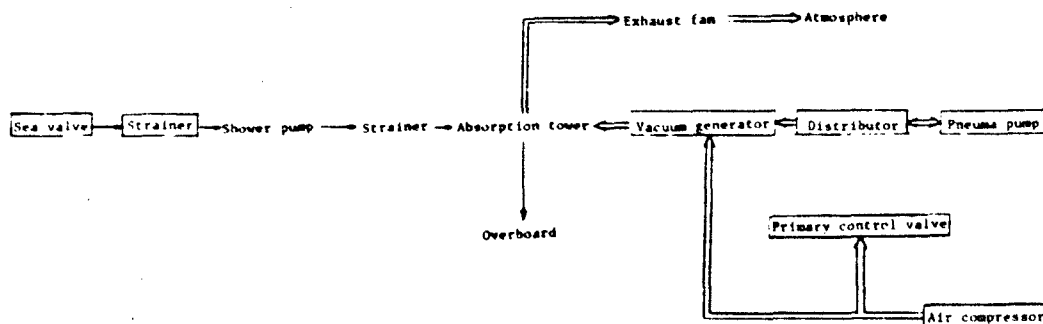 Exhaust fam
Atmosphere
Sea valve
Strainer
Shower pump
Strainer
Absorption tower
Vacuum generator
Distributor
Pneuma pump
Overboard
Primary control valve
Air compressor